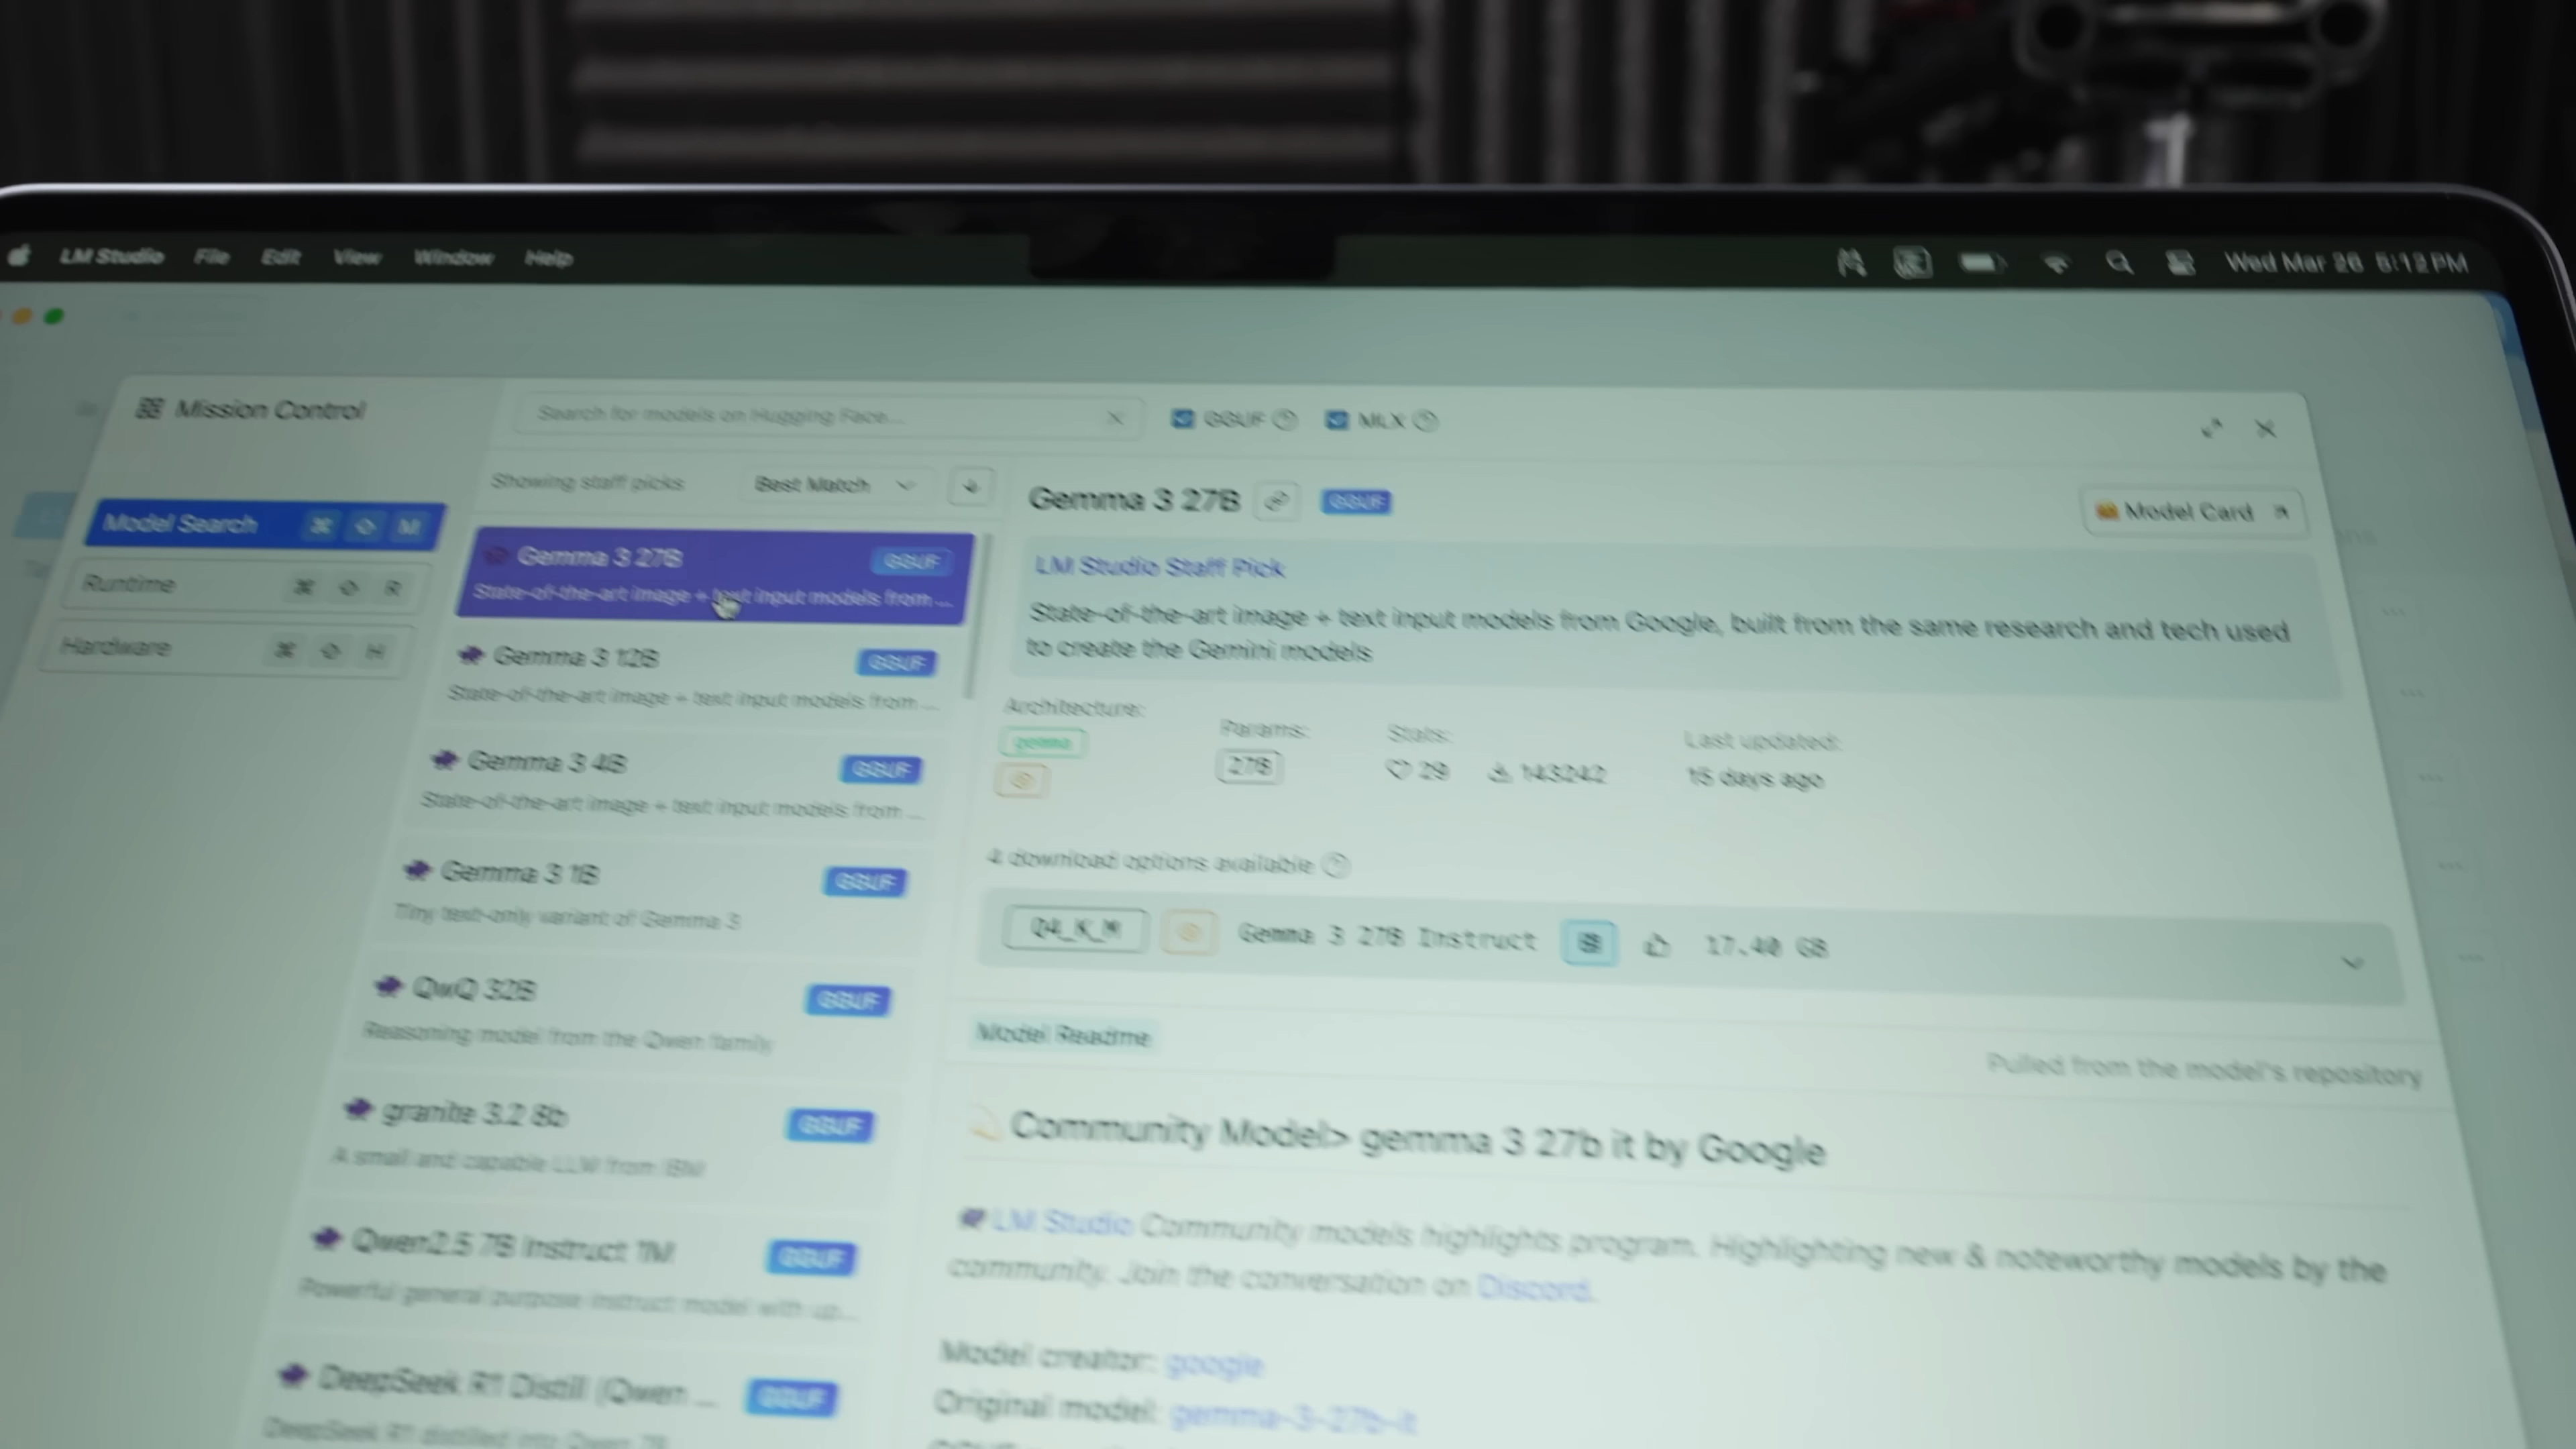 LM Studio File Edit View Window Help
Wed Mar 26 5:12 PM
Mission Control
Search for models on Hugging Face...
GGUF MLX
Model Search ⌘ M
Runtime ⌘ R
Hardware ⌘ H
Showing staff picks Best Match
Gemma 3 27B GGUF
State-of-the-art image + text input models from ...
Gemma 3 12B GGUF
State-of-the-art image + text input models from ...
Gemma 3 4B GGUF
State-of-the-art image + text input models from ...
Gemma 3 1B GGUF
Tiny text-only variant of Gemma 3
QwQ 32B GGUF
Reasoning model from the Qwen family
granite 3.2 8b GGUF
A small and capable LLM from IBM
Qwen2.5 7B Instruct 1M GGUF
Powerful general purpose instruct model with up...
DeepSeek R1 Distill (Qwen ... GGUF
DeepSeek R1 distilled into Qwen 7B
Gemma 3 27B GGUF
Model Card
LM Studio Staff Pick
State-of-the-art image + text input models from Google, built from the same research and tech used
to create the Gemini models
Architecture: Params: Stats: Last updated:
gemma 27B 29 143242 15 days ago
4 download options available
Q4_K_M Gemma 3 27B Instruct 17.40 GB
Model Readme
Pulled from the model's repository
Community Model> gemma 3 27b it by Google
LM Studio Community models highlights program. Highlighting new & noteworthy models by the
community. Join the conversation on Discord.
Model creator: google
Original model: gemma-3-27b-it